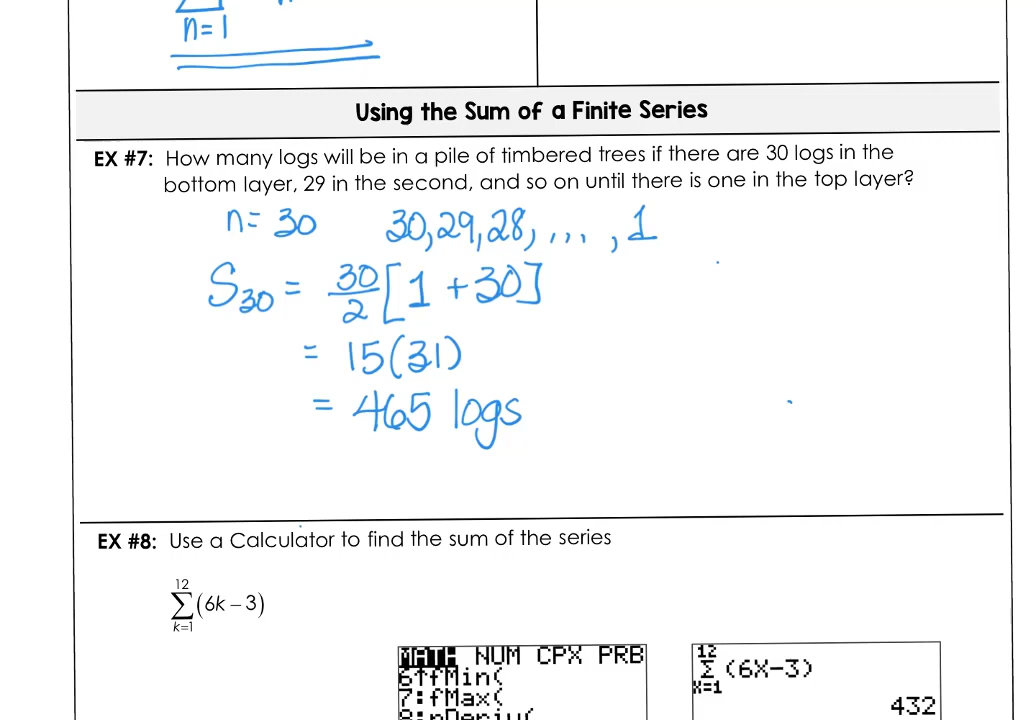 n=1
Using the Sum of a Finite Series
EX #7: How many logs will be in a pile of timbered trees if there are 30 logs in the
bottom layer, 29 in the second, and so on until there is one in the top layer?
n= 30 30,29,28, ... , 1
S30 = 30/2 [1 + 30]
= 15(31)
= 465 logs
EX #8: Use a Calculator to find the sum of the series
12
∑(6k – 3)
k=1
MATH NUM CPX PRB
6↑fMin(
7:fMax(
8:nDeriv(
12
Σ (6X-3)
X=1
432